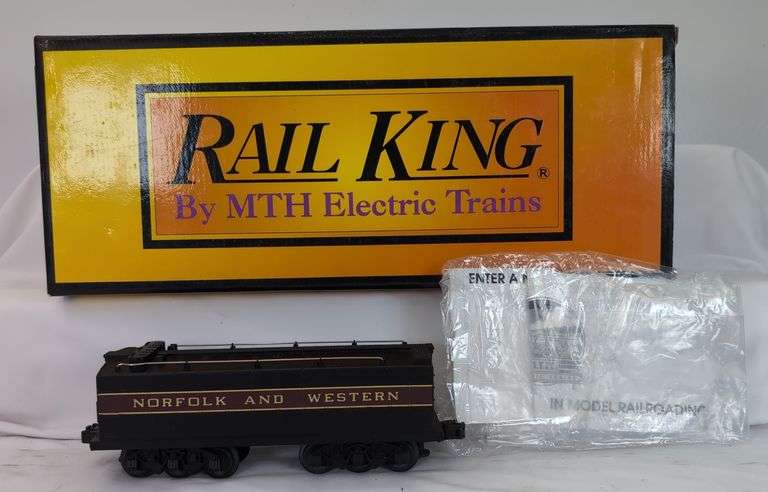 RAIL KING®
By MTH Electric Trains
ENTER A
IN MODEL RAILROADING
NORFOLK AND WESTERN